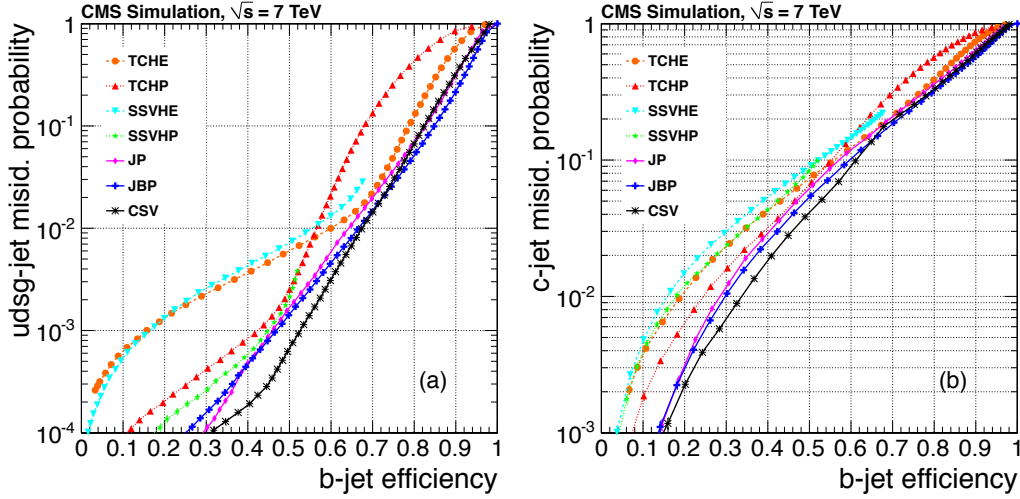 CMS Simulation, √s = 7 TeV
udsg-jet misid. probability
1
10⁻¹
10⁻²
10⁻³
10⁻⁴
TCHE
TCHP
SSVHE
SSVHP
JP
JBP
CSV
(a)
0 0.1 0.2 0.3 0.4 0.5 0.6 0.7 0.8 0.9 1
b-jet efficiency
CMS Simulation, √s = 7 TeV
c-jet misid. probability
1
10⁻¹
10⁻²
10⁻³
TCHE
TCHP
SSVHE
SSVHP
JP
JBP
CSV
(b)
0 0.1 0.2 0.3 0.4 0.5 0.6 0.7 0.8 0.9 1
b-jet efficiency